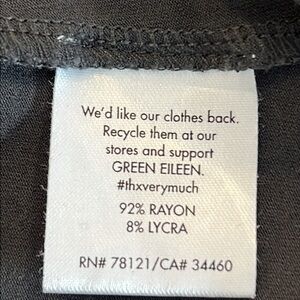 We'd like our clothes back.
Recycle them at our
stores and support
GREEN EILEEN.
#thxverymuch
92% RAYON
8% LYCRA
RN# 78121/CA# 34460